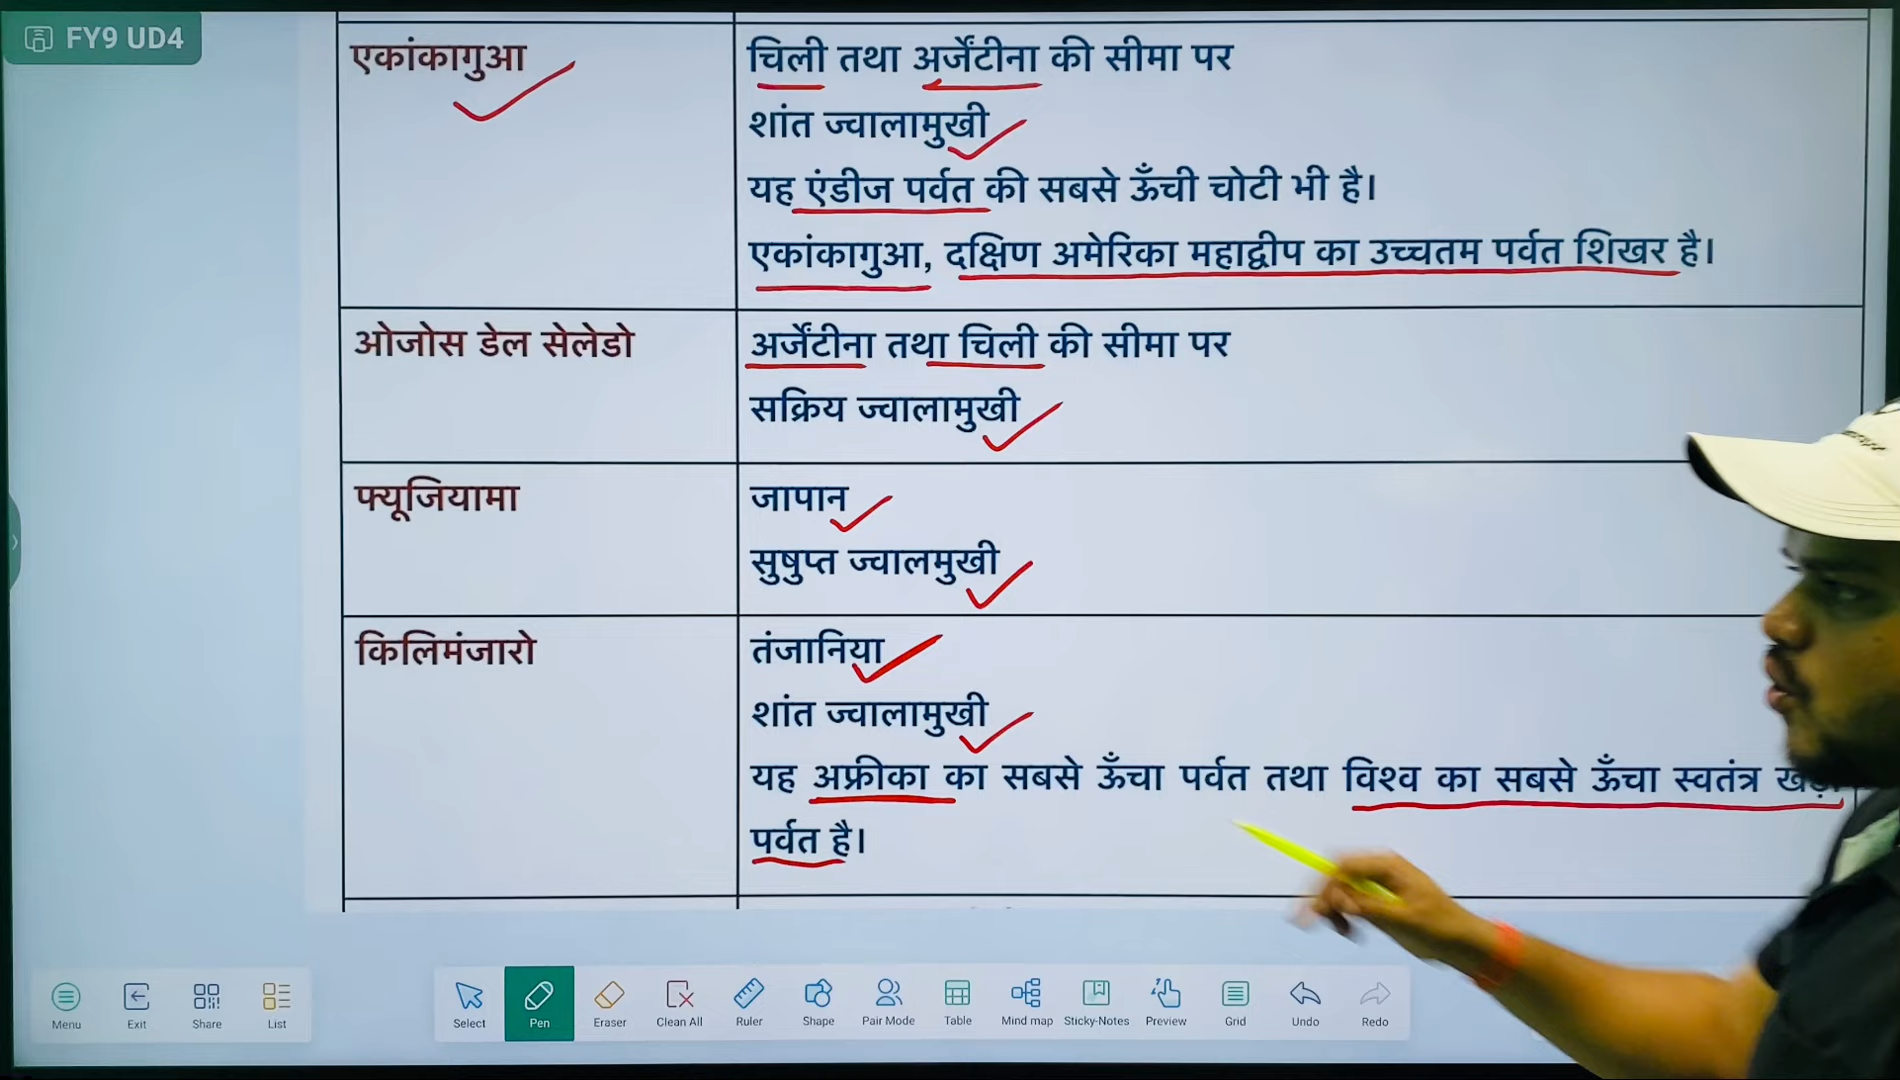 FY9 UD4
एकांकागुआ
चिली तथा अर्जेंटीना की सीमा पर
शांत ज्वालामुखी
यह एंडीज पर्वत की सबसे ऊँची चोटी भी है।
एकांकागुआ, दक्षिण अमेरिका महाद्वीप का उच्चतम पर्वत शिखर है।
ओजोस डेल सेलेडो
अर्जेंटीना तथा चिली की सीमा पर
सक्रिय ज्वालामुखी
फ्यूजियामा
जापान
सुषुप्त ज्वालमुखी
किलिमंजारो
तंजानिया
शांत ज्वालामुखी
यह अफ्रीका का सबसे ऊँचा पर्वत तथा विश्व का सबसे ऊँचा स्वतंत्र
पर्वत है।
Menu Exit Share List Select Pen Eraser Clean All Ruler Shape Pair Mode Table Mind map Sticky-Notes Preview Grid Undo Redo